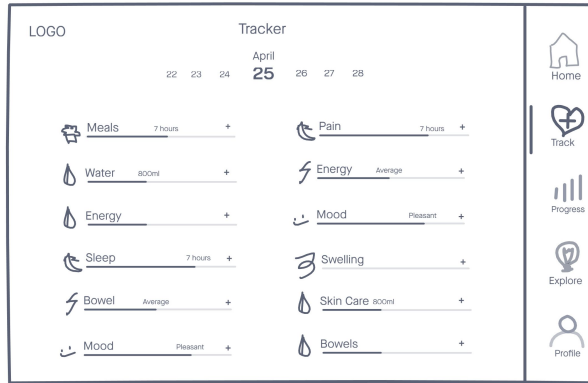 LOGO
Tracker
April
22 23 24 25 26 27 28
Meals 7 hours +
Water 800ml +
Energy +
Sleep 7 hours +
Bowel Average +
Mood Pleasant +
Pain 7 hours +
Energy Average +
Mood Pleasant +
Swelling +
Skin Care 800ml +
Bowels +
Home
Track
Progress
Explore
Profile